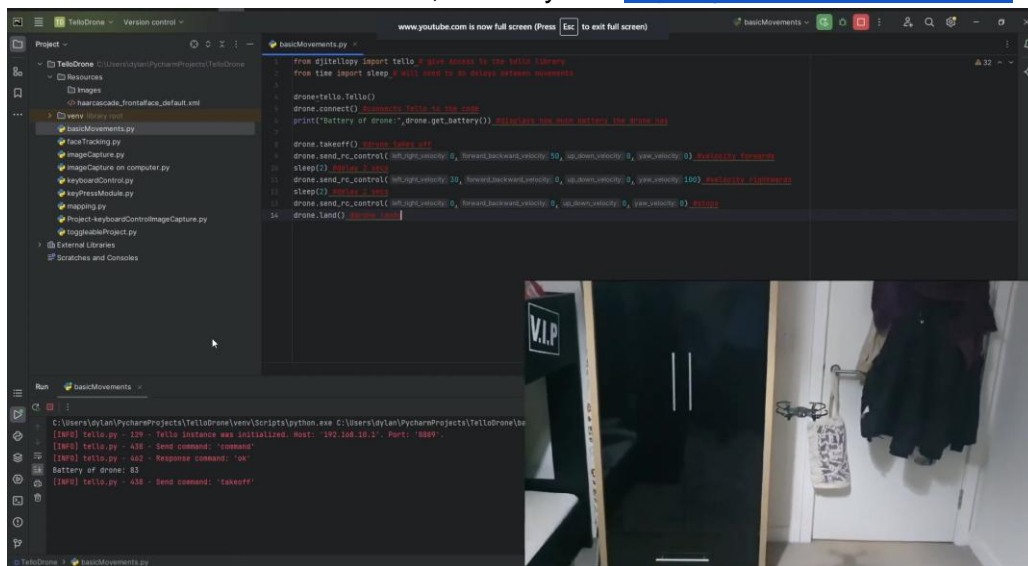 TelloDrone
Version control
www.youtube.com is now full screen (Press Esc to exit full screen)
basicMovements
Project
basicMovements.py
TelloDrone C:\Users\dylan\PycharmProjects\TelloDrone
Resources
Images
haarcascade_frontalface_default.xml
venv library root
basicMovements.py
faceTracking.py
imageCapture.py
imageCapture on computer.py
keyboardControl.py
keyPressModule.py
mapping.py
Project-keyboardControlImageCapture.py
toggleableProject.py
External Libraries
Scratches and Consoles
32
1 from djitellopy import tello # give access to the tello library
2 from time import sleep # will need to do delays between movements
3
4 drone=tello.Tello()
5 drone.connect() #connects Tello to the code
print("Battery of drone:",drone.get_battery()) #displays how much battery the drone has
drone.takeoff() #drone takes off
drone.send_rc_control( left_right_velocity: 0, forward_backward_velocity: 50, up_down_velocity: 0, yaw_velocity: 0) #velocity forwards
sleep(2) #delay 2 secs
drone.send_rc_control( left_right_velocity: 30, forward_backward_velocity: 0, up_down_velocity: 0, yaw_velocity: 100) #velocity rightwards
sleep(2) #delay 2 secs
13 drone.send_rc_control( left_right_velocity: 0, forward_backward_velocity: 0, up_down_velocity: 0, yaw_velocity: 0) #stops
14 drone.land() #drone lands
V.I.P
Run basicMovements
C:\Users\dylan\PycharmProjects\TelloDrone\venv\Scripts\python.exe C:\Users\dylan\PycharmProjects\TelloDrone\ba
[INFO] tello.py - 129 - Tello instance was initialized. Host: '192.168.10.1'. Port: '8889'.
[INFO] tello.py - 438 - Send command: 'command'
[INFO] tello.py - 462 - Response command: 'ok'
Battery of drone: 83
[INFO] tello.py - 438 - Send command: 'takeoff'
TelloDrone > basicMovements.py